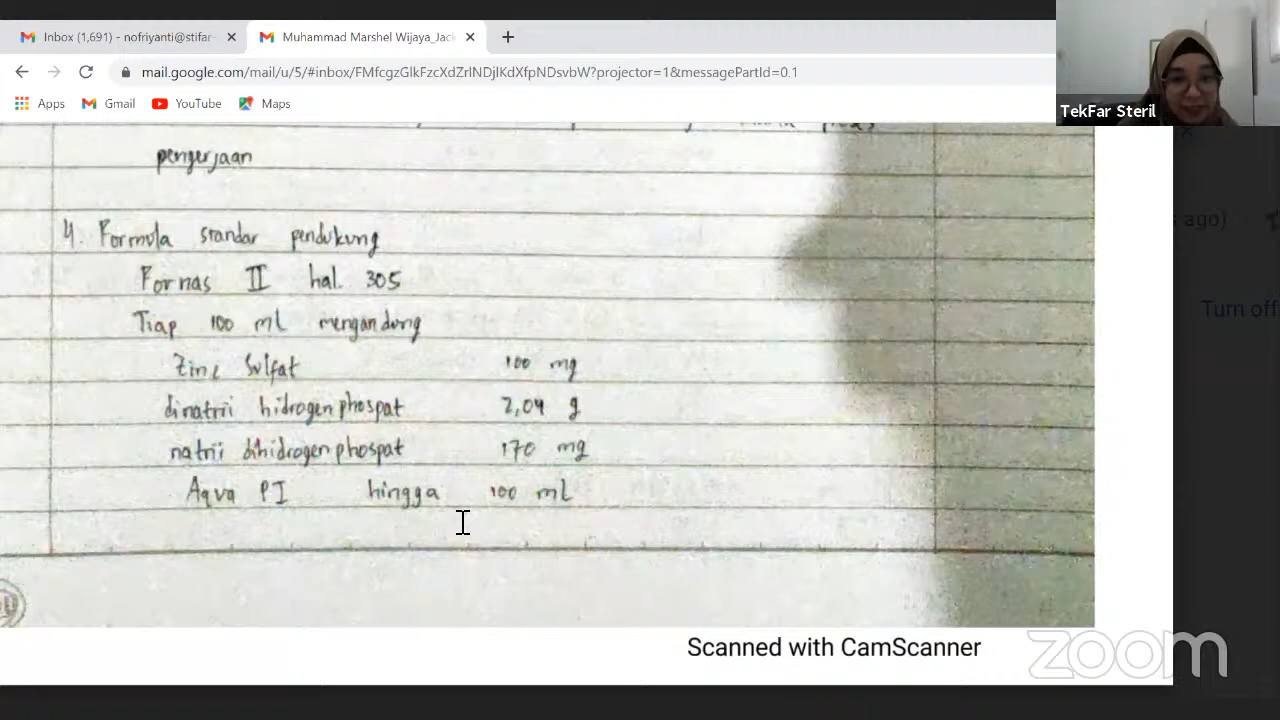 Inbox (1,691) - nofriyanti@stifar-
Muhammad Marshel Wijaya_Jack
mail.google.com/mail/u/5/#inbox/FMfcgzGlkFzcXdZrlNDjlKdXfpNDsvbW?projector=1&messagePartId=0.1
Apps Gmail YouTube Maps
TekFar Steril
pengerjaan
4. Formula standar pendukung
Fornas II hal. 305
Tiap 100 ml mengandung
Zinc Sulfat 100 mg
dinatrii hidrogen phospat 2,04 g
natrii dihidrogen phospat 170 mg
Aqua PI hingga 100 ml
s ago)
Turn off
Scanned with CamScanner
zoom